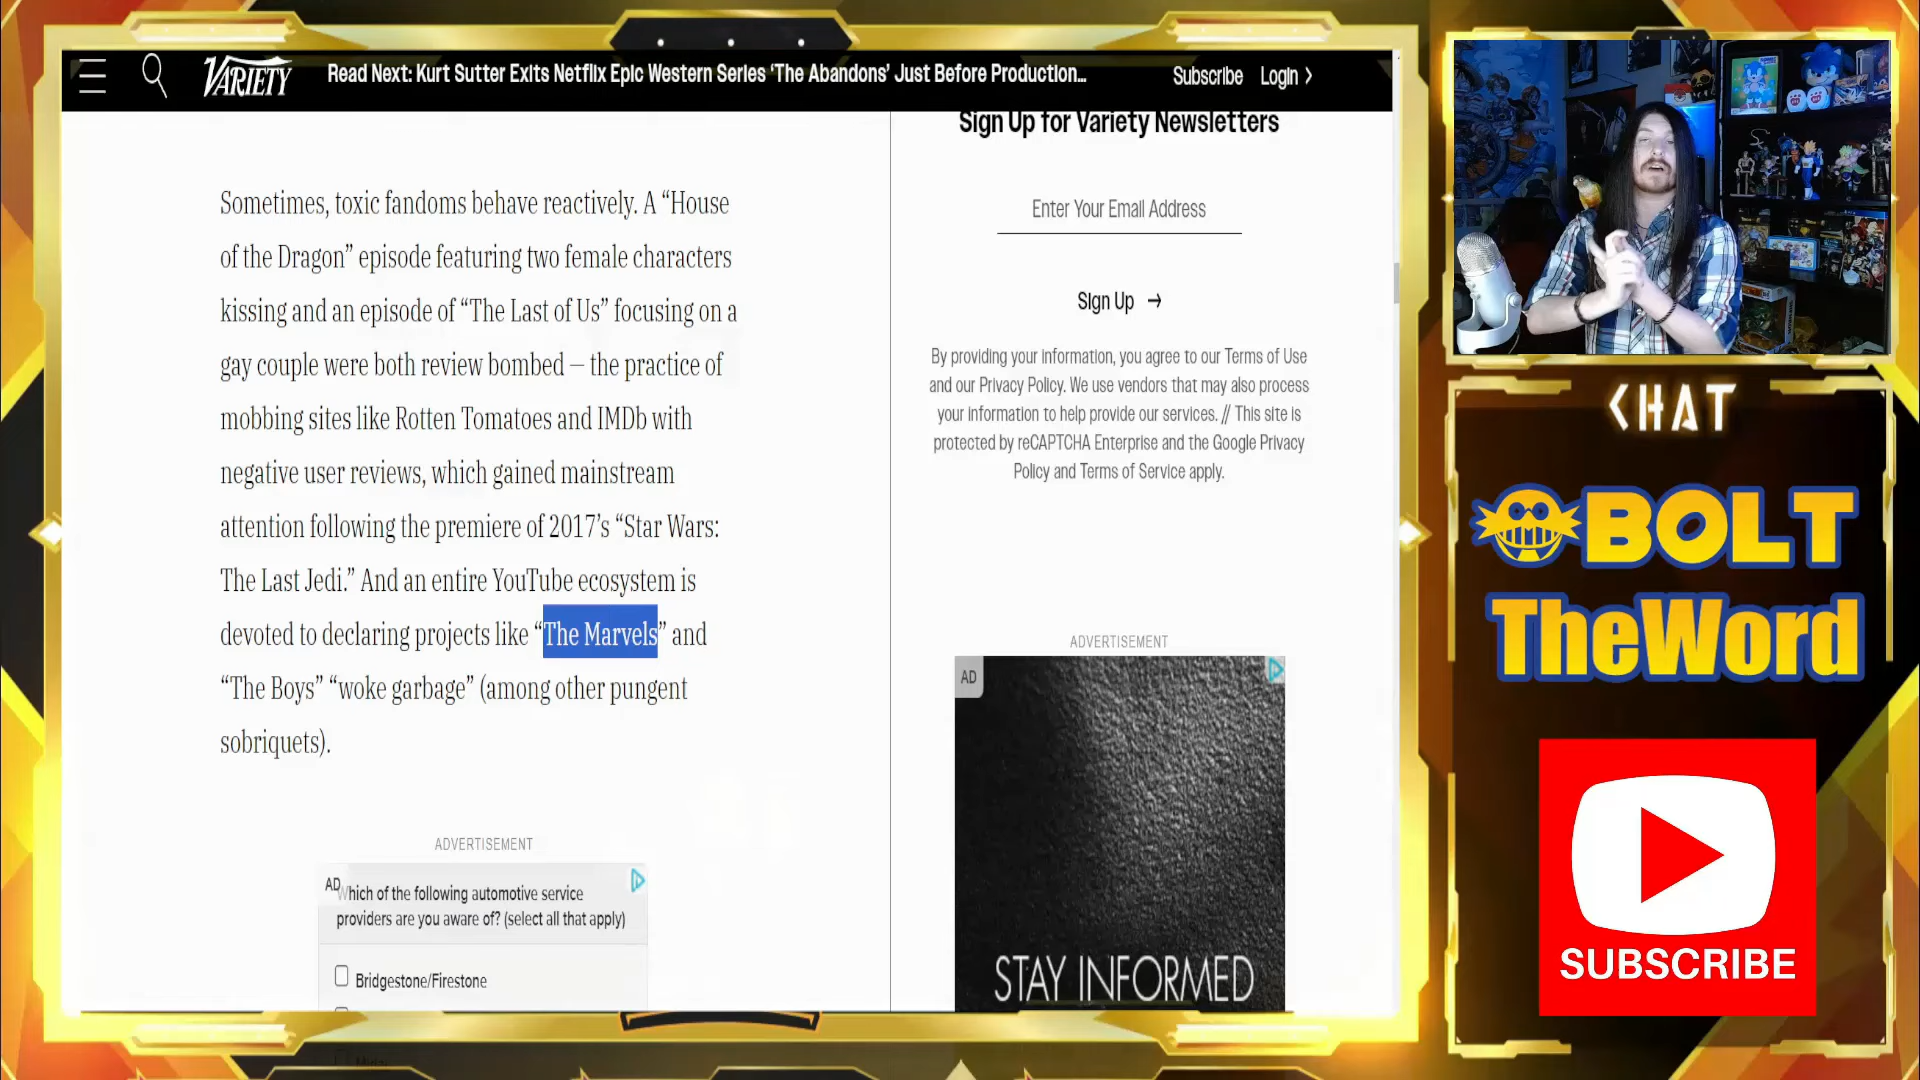 VARIETY
Read Next: Kurt Sutter Exits Netflix Epic Western Series ‘The Abandons’ Just Before Production...
Subscribe
Login
Sometimes, toxic fandoms behave reactively. A “House
of the Dragon” episode featuring two female characters
kissing and an episode of “The Last of Us” focusing on a
gay couple were both review bombed — the practice of
mobbing sites like Rotten Tomatoes and IMDb with
negative user reviews, which gained mainstream
attention following the premiere of 2017’s “Star Wars:
The Last Jedi.” And an entire YouTube ecosystem is
devoted to declaring projects like “The Marvels” and
“The Boys” “woke garbage” (among other pungent
sobriquets).
ADVERTISEMENT
AD
Which of the following automotive service
providers are you aware of? (select all that apply)
Bridgestone/Firestone
Sign Up for Variety Newsletters
Enter Your Email Address
Sign Up →
By providing your information, you agree to our Terms of Use
and our Privacy Policy. We use vendors that may also process
your information to help provide our services. // This site is
protected by reCAPTCHA Enterprise and the Google Privacy
Policy and Terms of Service apply.
ADVERTISEMENT
AD
STAY INFORMED
CHAT
BOLT
TheWord
SUBSCRIBE